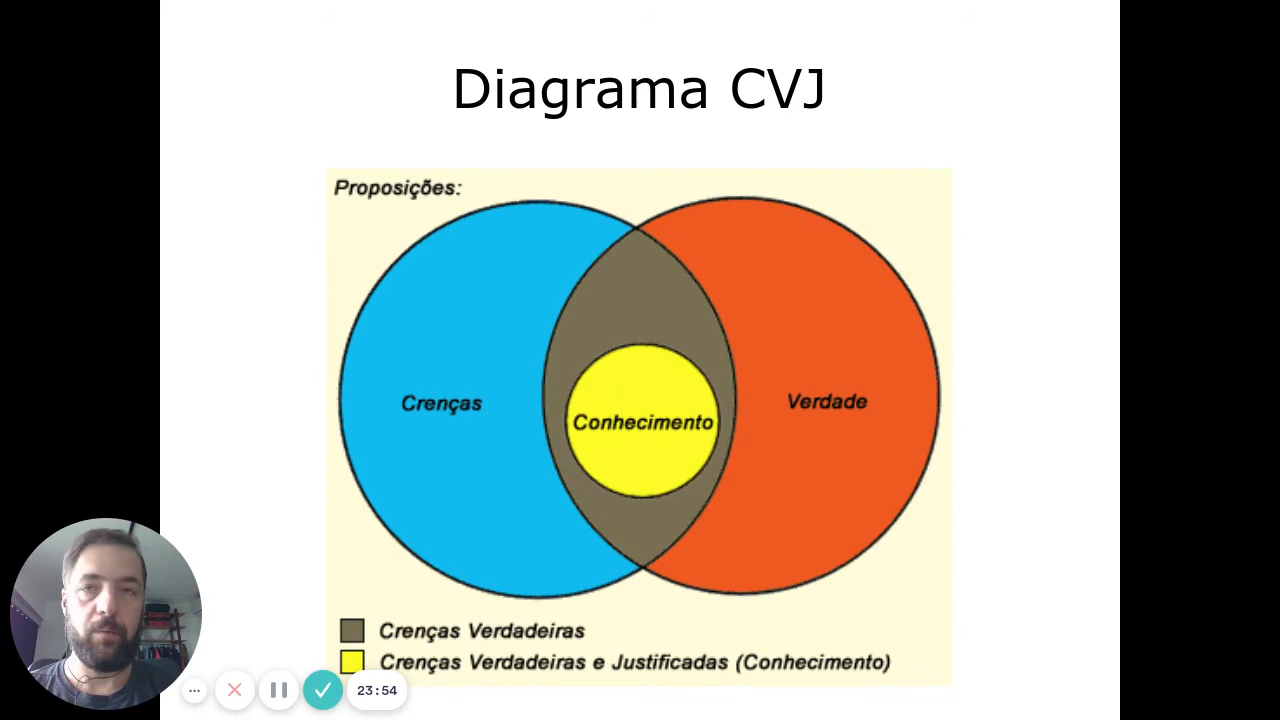 Diagrama CVJ
Proposições:
Crenças
Conhecimento
Verdade
Crenças Verdadeiras
Crenças Verdadeiras e Justificadas (Conhecimento)
23:54